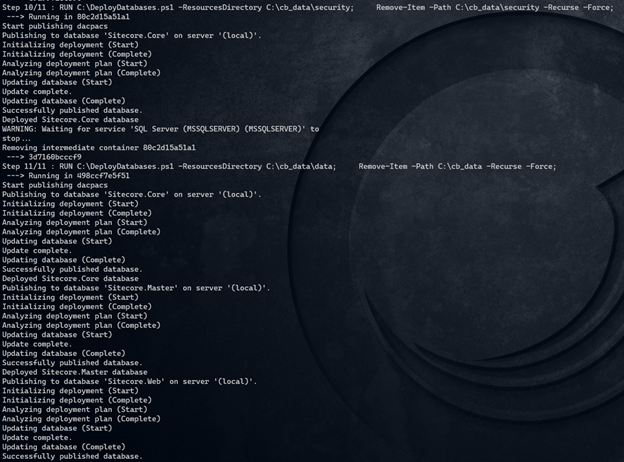 Step 10/11 : RUN C:\DeployDatabases.ps1 -ResourcesDirectory C:\cb_data\security; Remove-Item -Path C:\cb_data\security -Recurse -Force;
---> Running in 80c2d15a51a1
Start publishing dacpacs
Publishing to database 'Sitecore.Core' on server '(local)'.
Initializing deployment (Start)
Initializing deployment (Complete)
Analyzing deployment plan (Start)
Analyzing deployment plan (Complete)
Updating database (Start)
Update complete.
Updating database (Complete)
Successfully published database.
Deployed Sitecore.Core database
WARNING: Waiting for service 'SQL Server (MSSQLSERVER) (MSSQLSERVER)' to
stop...
Removing intermediate container 80c2d15a51a1
---> 3d7160bcccf9
Step 11/11 : RUN C:\DeployDatabases.ps1 -ResourcesDirectory C:\cb_data\data; Remove-Item -Path C:\cb_data -Recurse -Force;
---> Running in 498ccf7e5f51
Start publishing dacpacs
Publishing to database 'Sitecore.Core' on server '(local)'.
Initializing deployment (Start)
Initializing deployment (Complete)
Analyzing deployment plan (Start)
Analyzing deployment plan (Complete)
Updating database (Start)
Update complete.
Updating database (Complete)
Successfully published database.
Deployed Sitecore.Core database
Publishing to database 'Sitecore.Master' on server '(local)'.
Initializing deployment (Start)
Initializing deployment (Complete)
Analyzing deployment plan (Start)
Analyzing deployment plan (Complete)
Updating database (Start)
Update complete.
Updating database (Complete)
Successfully published database.
Deployed Sitecore.Master database
Publishing to database 'Sitecore.Web' on server '(local)'.
Initializing deployment (Start)
Initializing deployment (Complete)
Analyzing deployment plan (Start)
Analyzing deployment plan (Complete)
Updating database (Start)
Update complete.
Updating database (Complete)
Successfully published database.